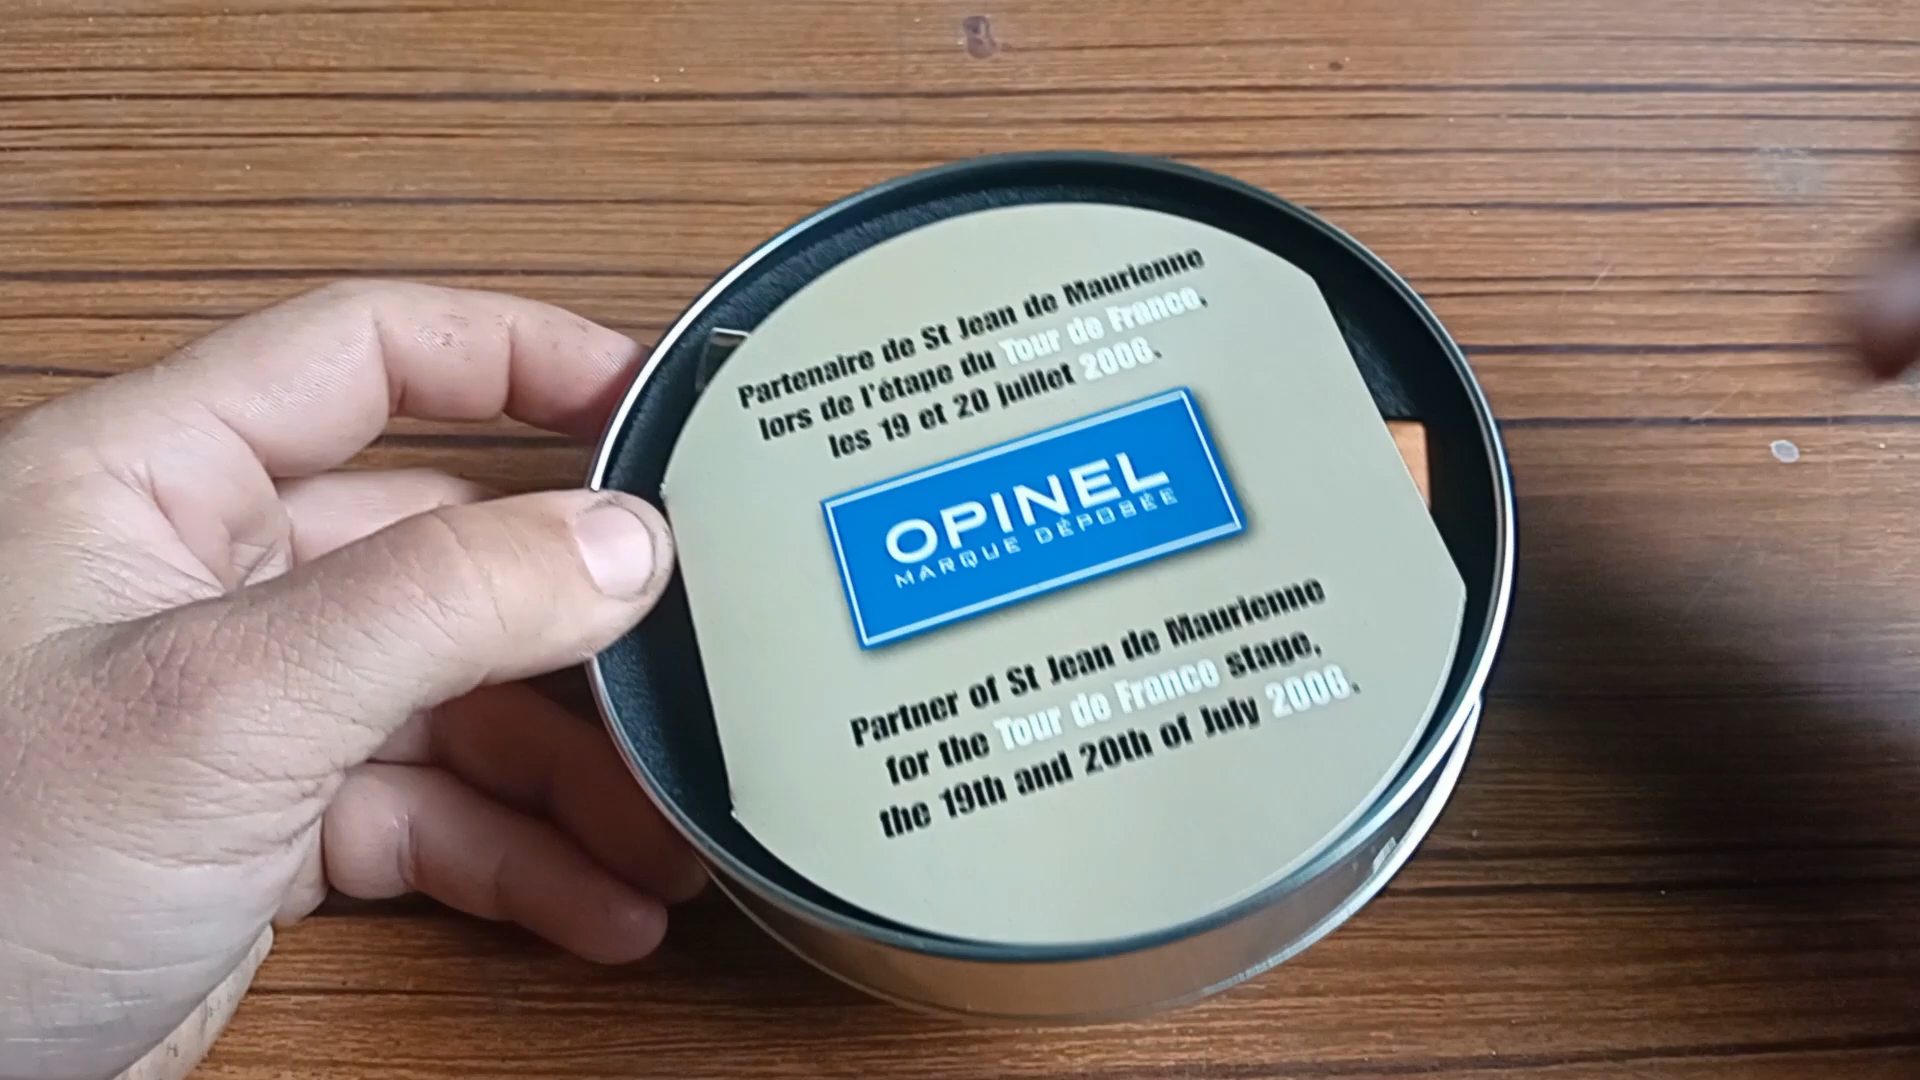 Partenaire de St Jean de Maurienne
lors de l'étape du Tour de France,
les 19 et 20 juillet 2006.
OPINEL
MARQUE DÉPOSÉE
Partner of St Jean de Maurienne
for the Tour de France stage,
the 19th and 20th of July 2006.